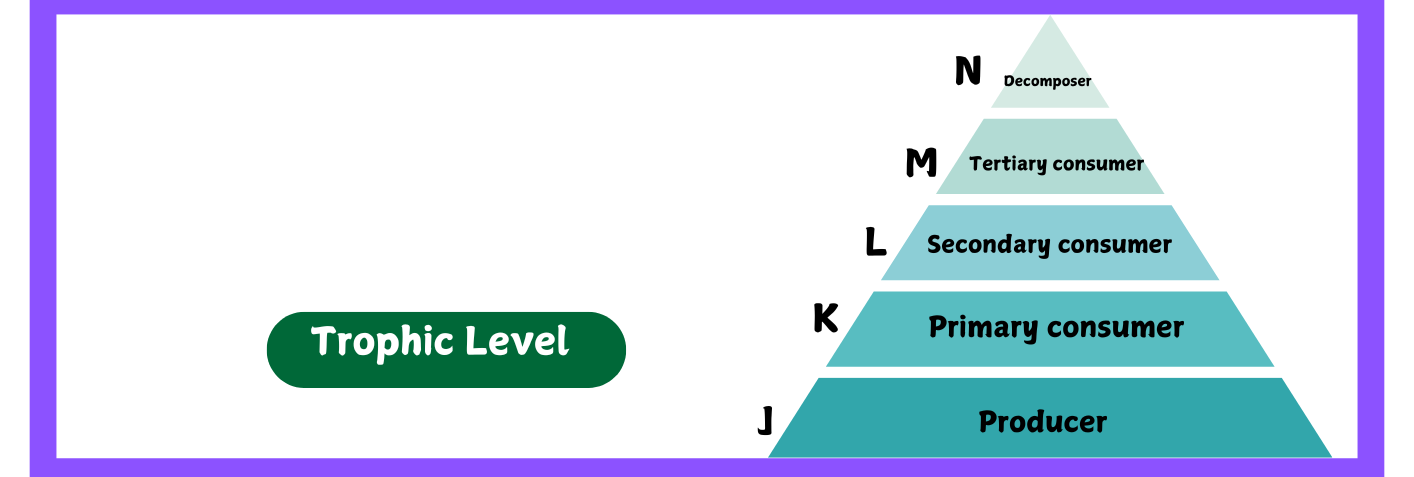 N
Decomposer
M
Tertiary consumer
L
Secondary consumer
K
Primary consumer
Trophic Level
J
Producer